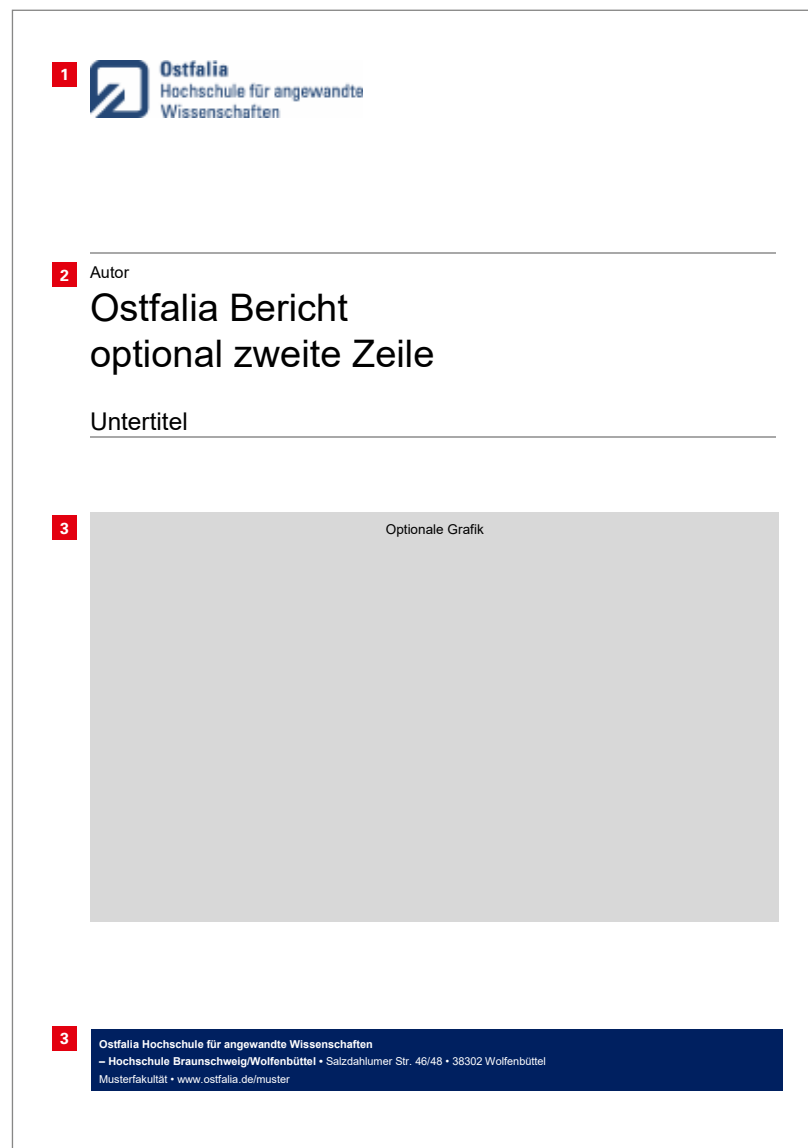 1
Ostfalia
Hochschule für angewandte
Wissenschaften
2
Autor
Ostfalia Bericht
optional zweite Zeile
Untertitel
3
Optionale Grafik
3
Ostfalia Hochschule für angewandte Wissenschaften
– Hochschule Braunschweig/Wolfenbüttel • Salzdahlumer Str. 46/48 • 38302 Wolfenbüttel
Musterfakultät • www.ostfalia.de/muster